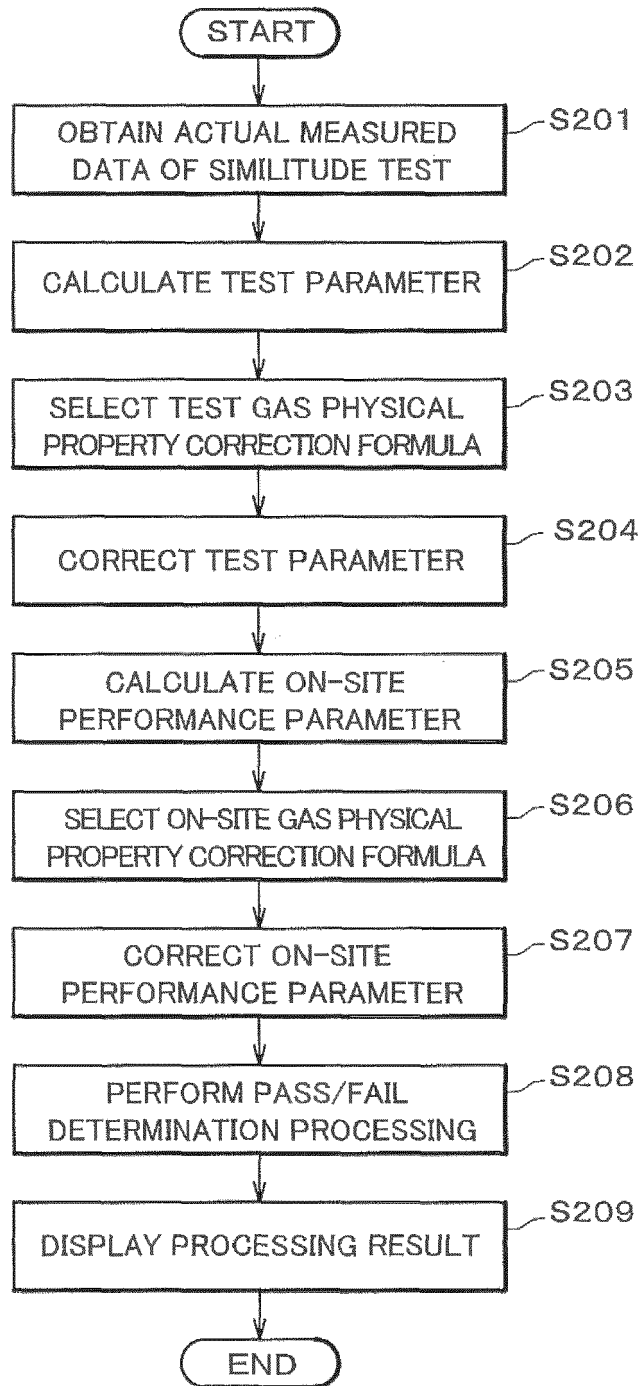 START
OBTAIN ACTUAL MEASURED
DATA OF SIMILITUDE TEST
S201
CALCULATE TEST PARAMETER
S202
SELECT TEST GAS PHYSICAL
PROPERTY CORRECTION FORMULA
S203
CORRECT TEST PARAMETER
S204
CALCULATE ON-SITE
PERFORMANCE PARAMETER
S205
SELECT ON-SITE GAS PHYSICAL
PROPERTY CORRECTION FORMULA
S206
CORRECT ON-SITE
PERFORMANCE PARAMETER
S207
PERFORM PASS/FAIL
DETERMINATION PROCESSING
S208
DISPLAY PROCESSING RESULT
S209
END